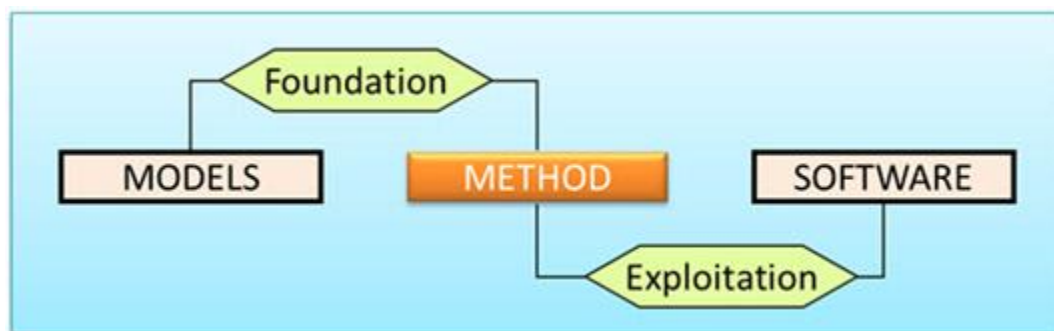 Foundation
MODELS
METHOD
SOFTWARE
Exploitation